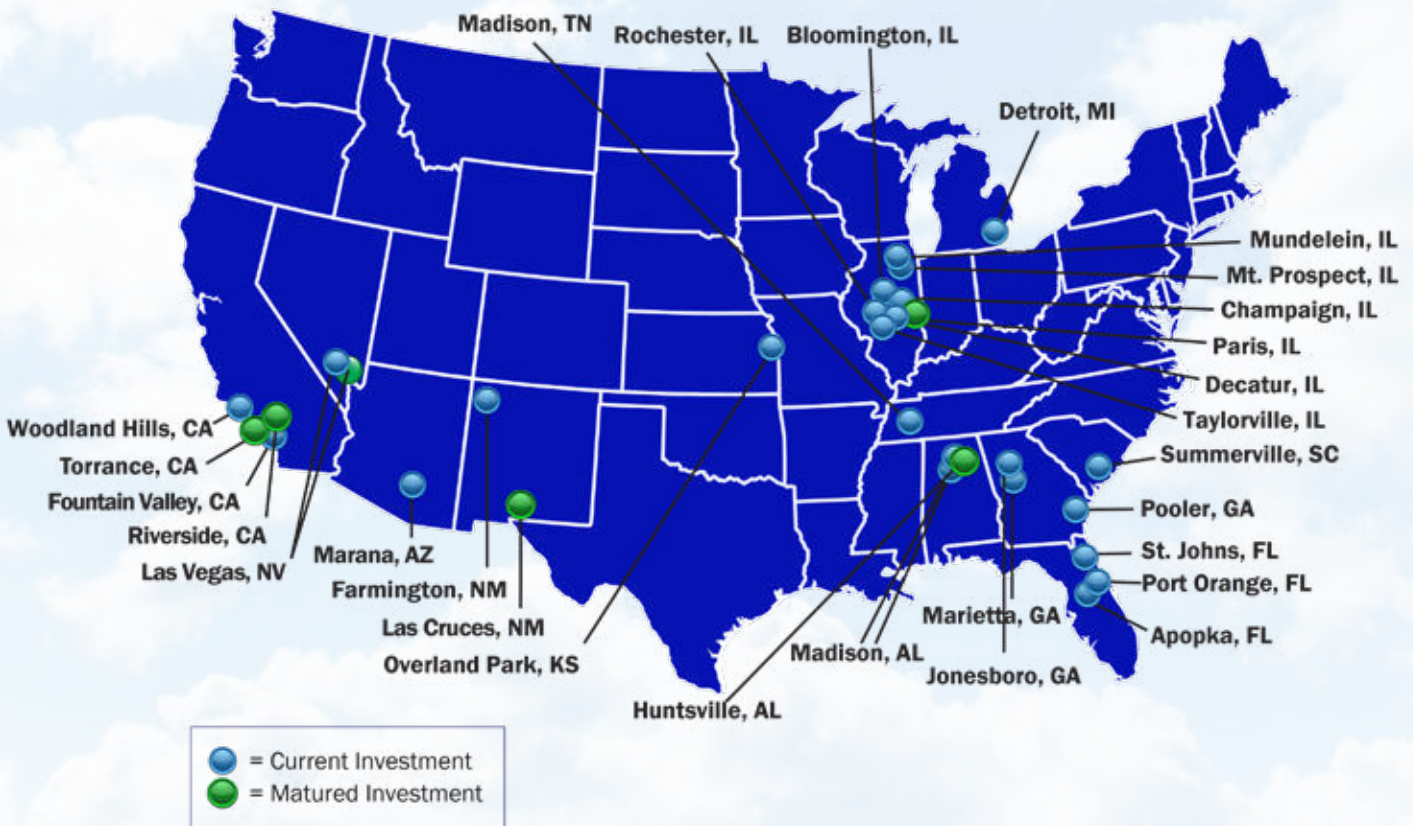 Madison, TN
Rochester, IL
Bloomington, IL
Detroit, MI
Mundelein, IL
Mt. Prospect, IL
Champaign, IL
Paris, IL
Decatur, IL
Taylorville, IL
Summerville, SC
Pooler, GA
St. Johns, FL
Port Orange, FL
Apopka, FL
Woodland Hills, CA
Torrance, CA
Fountain Valley, CA
Riverside, CA
Las Vegas, NV
Marana, AZ
Farmington, NM
Las Cruces, NM
Overland Park, KS
Marietta, GA
Madison, AL
Jonesboro, GA
Huntsville, AL
= Current Investment
= Matured Investment